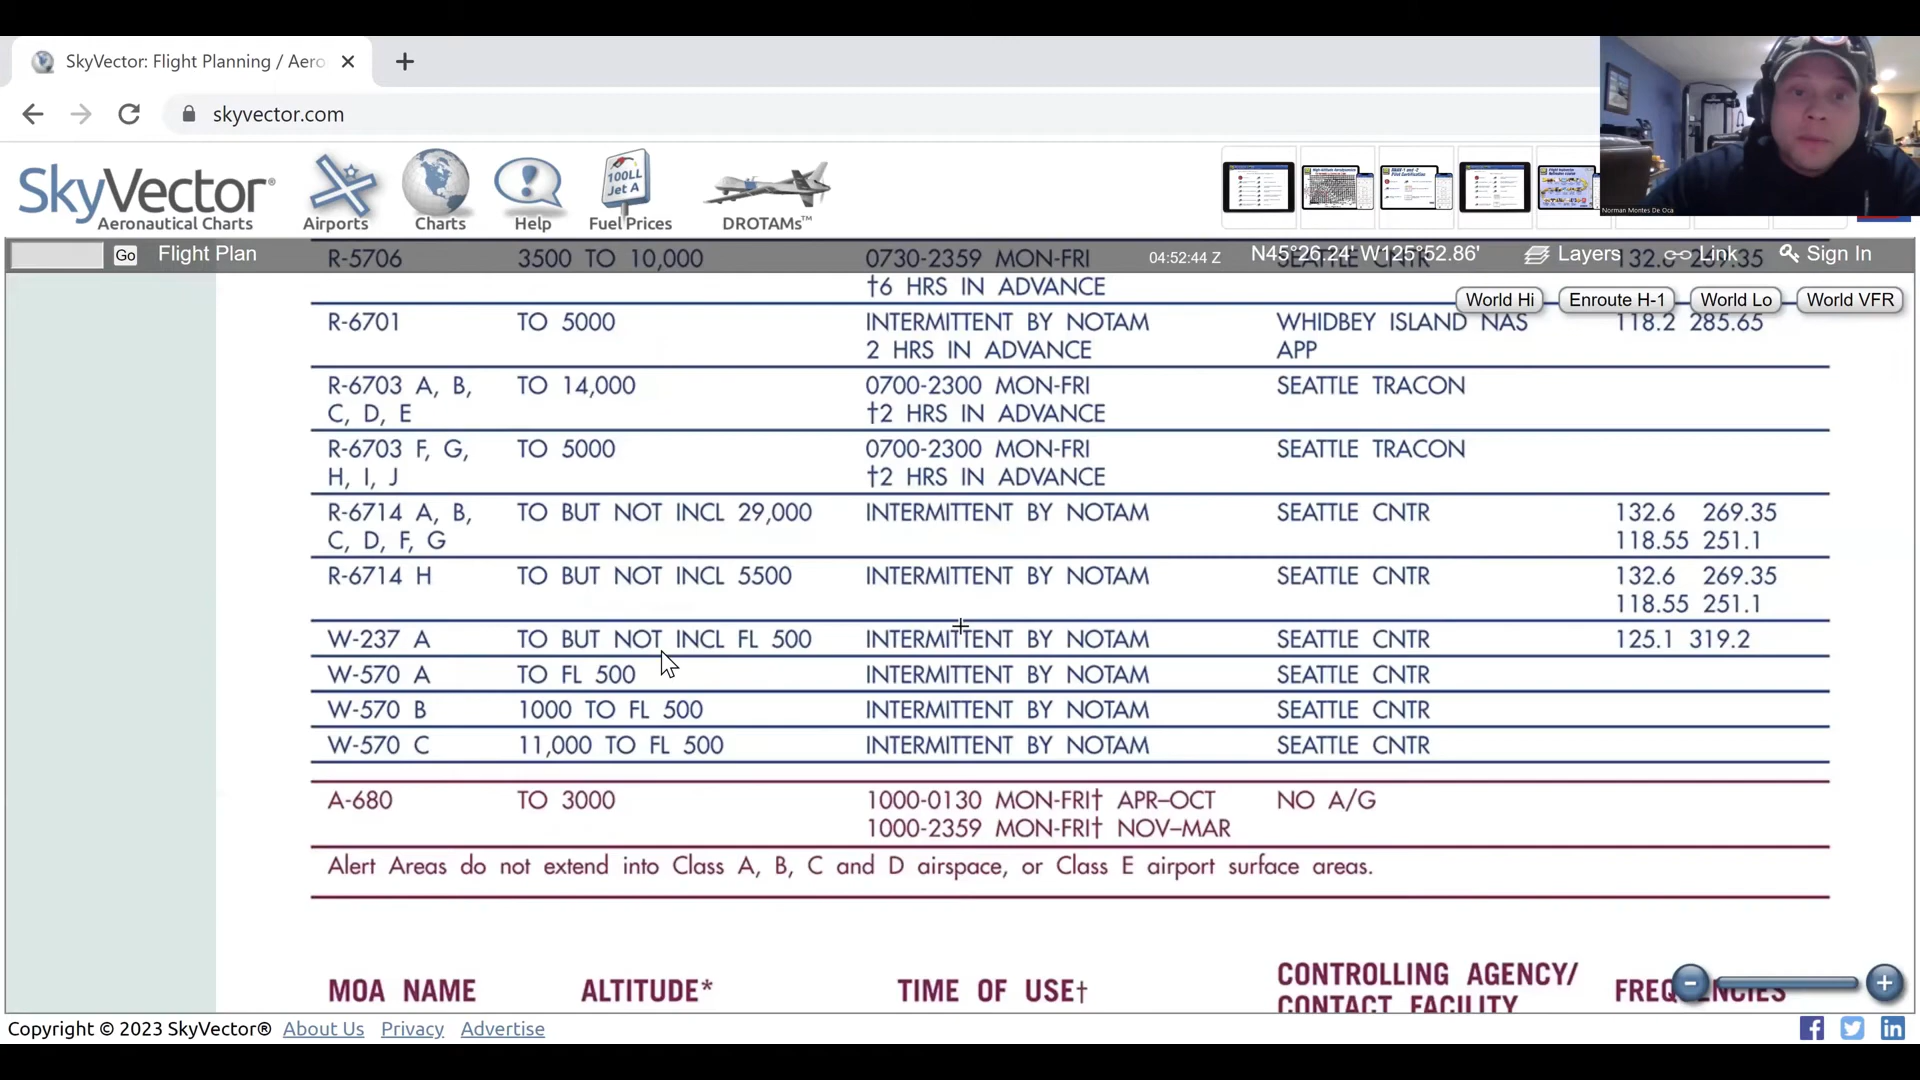 SkyVector: Flight Planning / Aero
skyvector.com
SkyVector®
Aeronautical Charts
Airports
Charts
Help
100LL
Jet A
Fuel Prices
DROTAMs™
Norman Montes De Oca
Go
Flight Plan
04:52:44 Z
N45°26.24' W125°52.86'
Layers
Link
Sign In
World Hi
Enroute H-1
World Lo
World VFR
R-5706 3500 TO 10,000 0730-2359 MON-FRI SEATTLE CNTR 132.6 269.35
†6 HRS IN ADVANCE
R-6701 TO 5000 INTERMITTENT BY NOTAM WHIDBEY ISLAND NAS 118.2 285.65
2 HRS IN ADVANCE APP
R-6703 A, B, TO 14,000 0700-2300 MON-FRI SEATTLE TRACON
C, D, E †2 HRS IN ADVANCE
R-6703 F, G, TO 5000 0700-2300 MON-FRI SEATTLE TRACON
H, I, J †2 HRS IN ADVANCE
R-6714 A, B, TO BUT NOT INCL 29,000 INTERMITTENT BY NOTAM SEATTLE CNTR 132.6 269.35
C, D, F, G 118.55 251.1
R-6714 H TO BUT NOT INCL 5500 INTERMITTENT BY NOTAM SEATTLE CNTR 132.6 269.35
118.55 251.1
W-237 A TO BUT NOT INCL FL 500 INTERMITTENT BY NOTAM SEATTLE CNTR 125.1 319.2
W-570 A TO FL 500 INTERMITTENT BY NOTAM SEATTLE CNTR
W-570 B 1000 TO FL 500 INTERMITTENT BY NOTAM SEATTLE CNTR
W-570 C 11,000 TO FL 500 INTERMITTENT BY NOTAM SEATTLE CNTR
A-680 TO 3000 1000-0130 MON-FRI† APR–OCT NO A/G
1000-2359 MON-FRI† NOV–MAR
Alert Areas do not extend into Class A, B, C and D airspace, or Class E airport surface areas.
MOA NAME ALTITUDE* TIME OF USE† CONTROLLING AGENCY/
CONTACT FACILITY FREQUENCIES
Copyright © 2023 SkyVector® About Us Privacy Advertise